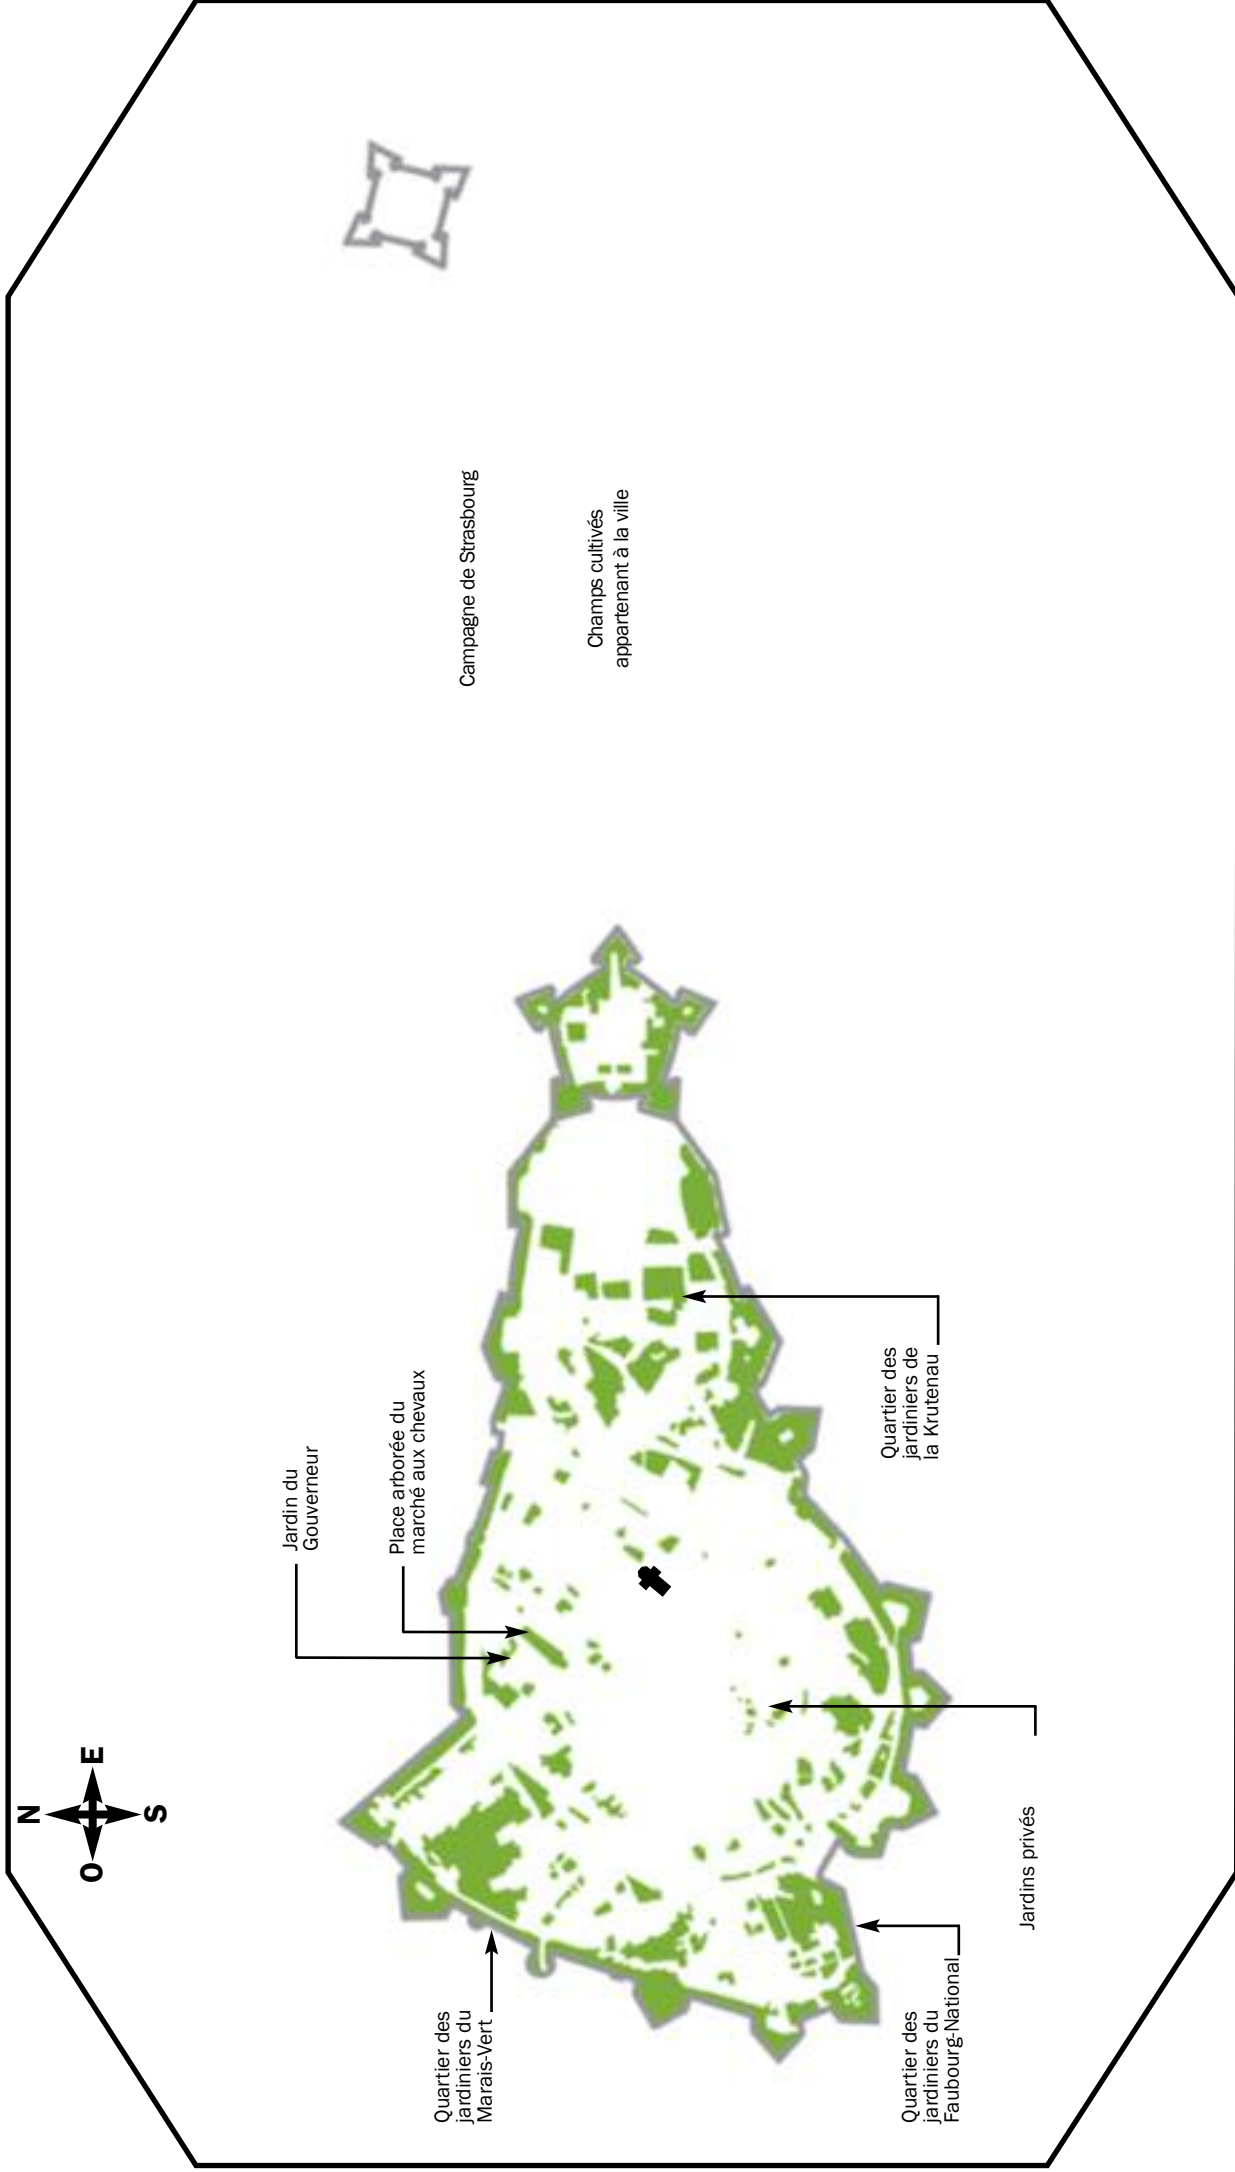 N
O
E
S
Jardin du
Gouverneur
Place arborée du
marché aux chevaux
Campagne de Strasbourg
Champs cultivés
appartenant à la ville
Quartier des
jardiniers du
Marais-Vert
Quartier des
jardiniers de
la Krutenau
Quartier des
jardiniers du
Faubourg-National
Jardins privés